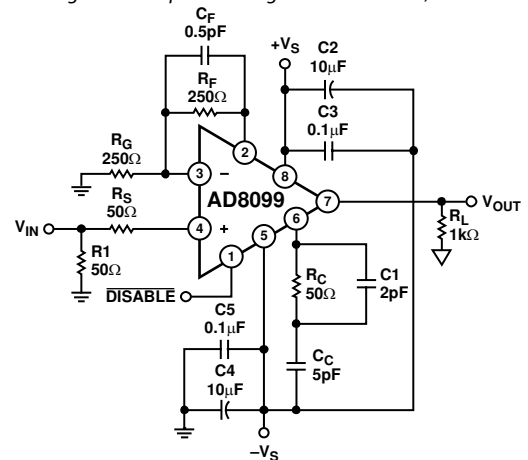 CF
0.5pF
RF
250Ω
RG
250Ω
RS
50Ω
VIN
R1
50Ω
DISABLE
+VS
C2
10µF
C3
0.1µF
AD8099
–
+
1
2
3
4
5
6
7
8
VOUT
RL
1kΩ
RC
50Ω
C1
2pF
CC
5pF
C5
0.1µF
C4
10µF
–VS